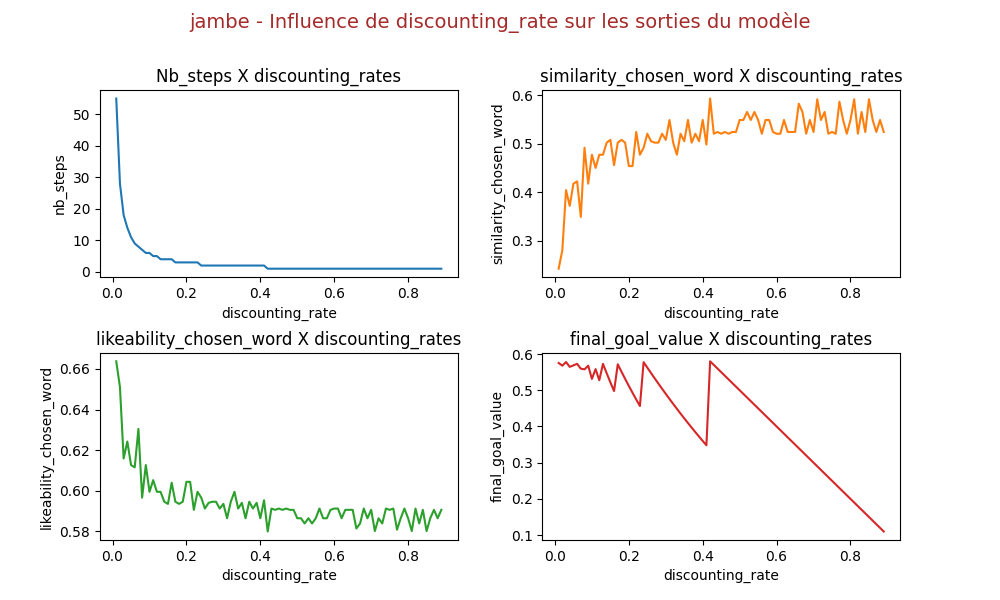 jambe - Influence de discounting_rate sur les sorties du modèle
Nb_steps X discounting_rates
nb_steps
50
40
30
20
10
0
0.0 0.2 0.4 0.6 0.8
discounting_rate
similarity_chosen_word X discounting_rates
similarity_chosen_word
0.6
0.5
0.4
0.3
0.0 0.2 0.4 0.6 0.8
discounting_rate
likeability_chosen_word X discounting_rates
likeability_chosen_word
0.66
0.64
0.62
0.60
0.58
0.0 0.2 0.4 0.6 0.8
discounting_rate
final_goal_value X discounting_rates
final_goal_value
0.6
0.5
0.4
0.3
0.2
0.1
0.0 0.2 0.4 0.6 0.8
discounting_rate